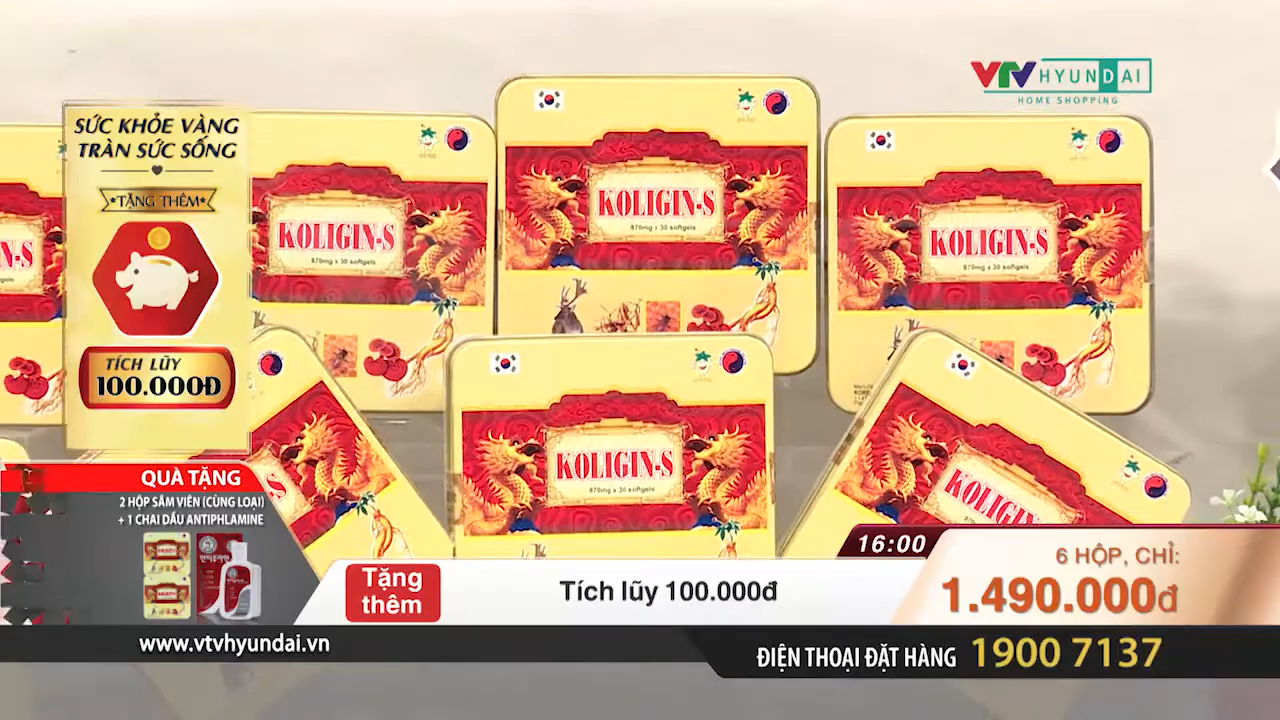 VTV HYUNDAI
HOME SHOPPING
SỨC KHỎE VÀNG
TRÀN SỨC SỐNG
TẶNG THÊM
TÍCH LŨY
100.000Đ
N-S
KOLIGIN-S
870mg x 30 softgels
KOLIGIN-S
870mg x 30 softgels
KOLIGIN-S
870mg x 30 softgels
S
KOLIGIN-S
870mg x 30 softgels
KOLIGIN-S
QUÀ TẶNG
2 HỘP SÂM VIÊN (CÙNG LOẠI)
+ 1 CHAI DẦU ANTIPHLAMINE
Tặng
thêm
Tích lũy 100.000đ
16:00
6 HỘP, CHỈ:
1.490.000đ
www.vtvhyundai.vn
ĐIỆN THOẠI ĐẶT HÀNG 1900 7137